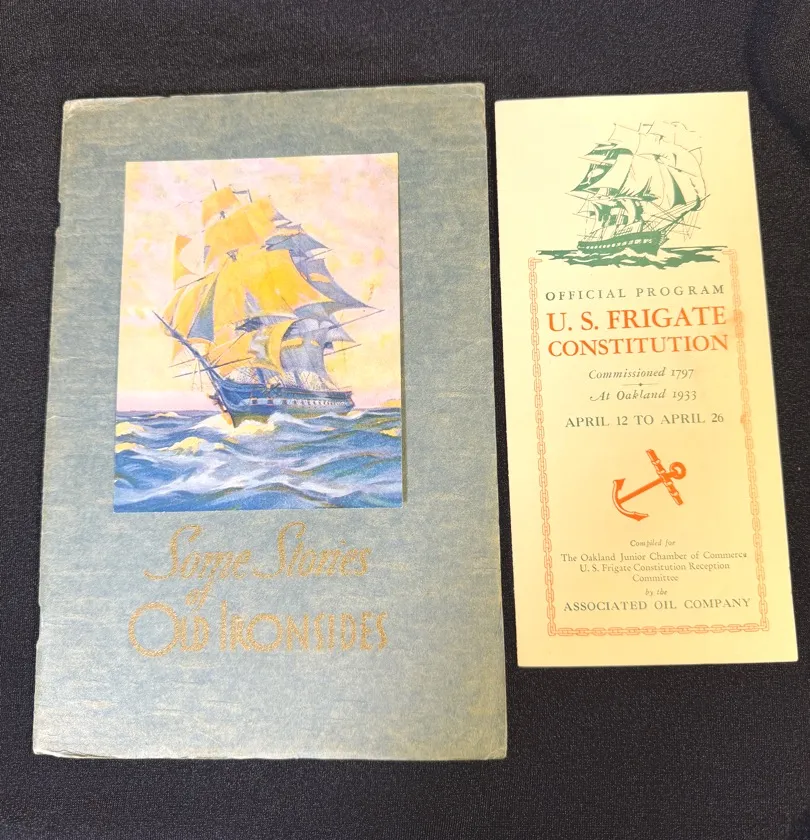 Some Stories
of
OLD IRONSIDES
OFFICIAL PROGRAM
U. S. FRIGATE
CONSTITUTION
Commissioned 1797
At Oakland 1933
APRIL 12 TO APRIL 26
Compiled for
The Oakland Junior Chamber of Commerce
U. S. Frigate Constitution Reception
Committee
by the
ASSOCIATED OIL COMPANY